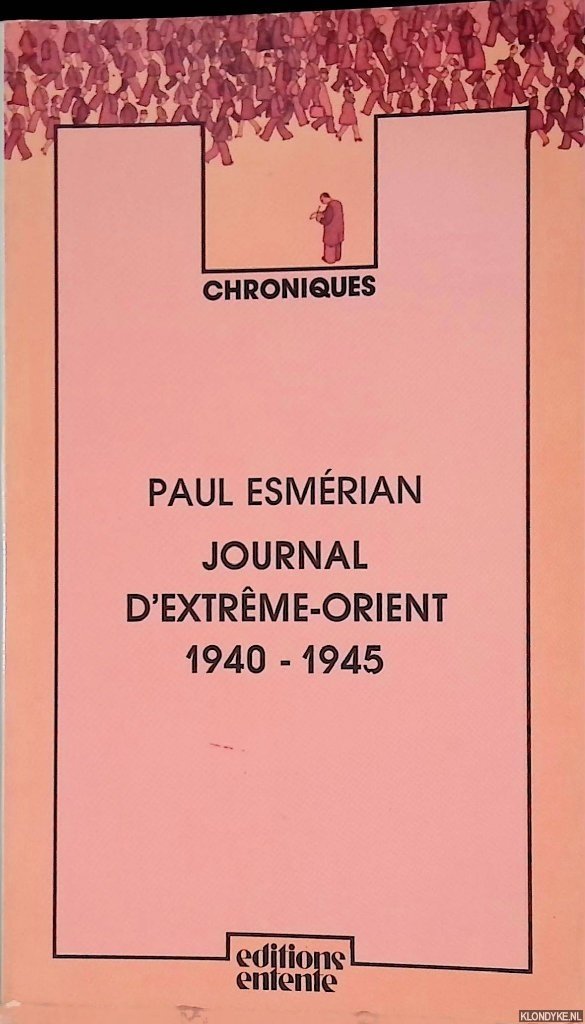 CHRONIQUES
PAUL ESMÉRIAN
JOURNAL
D'EXTRÊME-ORIENT
1940 - 1945
editions
entente
KLONDYKE.NL